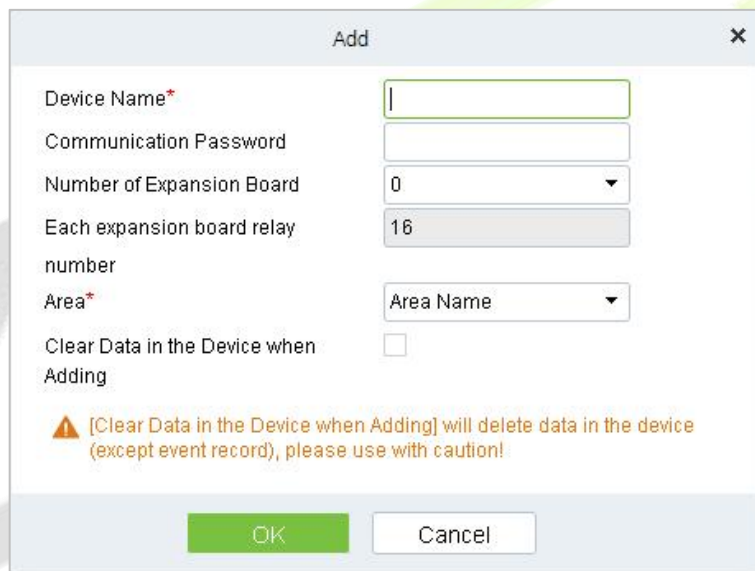 Add
Device Name*
Communication Password
Number of Expansion Board 0
Each expansion board relay 16
number
Area* Area Name
Clear Data in the Device when
Adding
[Clear Data in the Device when Adding] will delete data in the device
(except event record), please use with caution!
OK Cancel